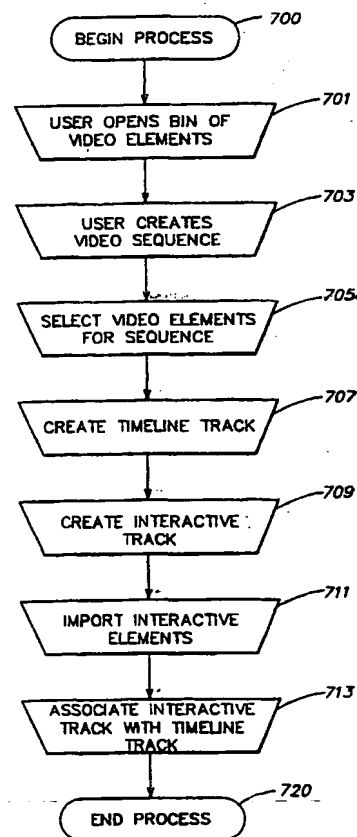 BEGIN PROCESS
700
USER OPENS BIN OF
VIDEO ELEMENTS
701
USER CREATES
VIDEO SEQUENCE
703
SELECT VIDEO ELEMENTS
FOR SEQUENCE
705
CREATE TIMELINE TRACK
707
CREATE INTERACTIVE
TRACK
709
IMPORT INTERACTIVE
ELEMENTS
711
ASSOCIATE INTERACTIVE
TRACK WITH TIMELINE
TRACK
713
END PROCESS
720